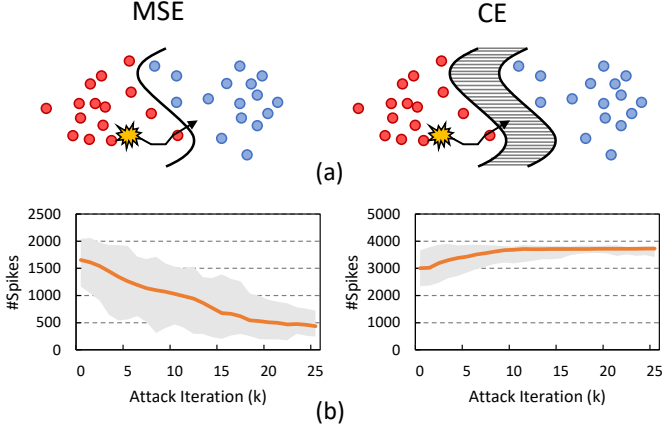 MSE CE
(a)
2500 5000
2000 4000
1500 3000
1000 2000
500 1000
0 0
#Spikes #Spikes
0 5 10 15 20 25 0 5 10 15 20 25
Attack Iteration (k) Attack Iteration (k)
(b)